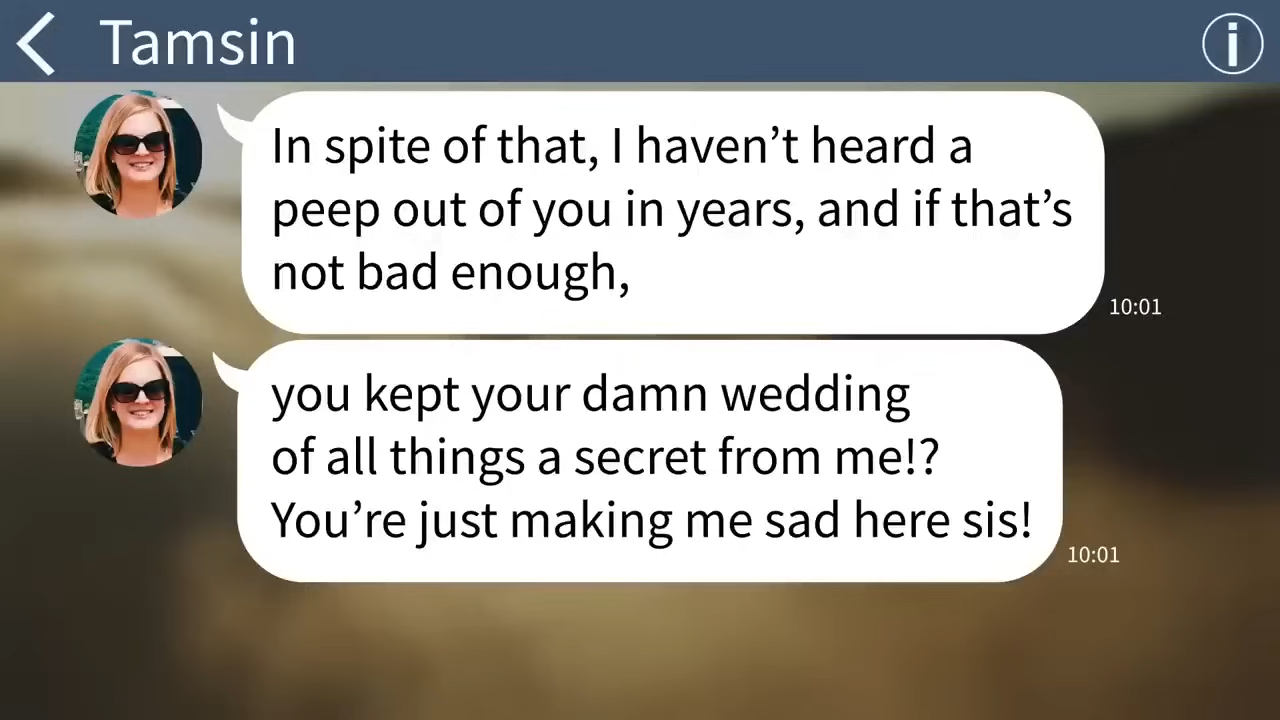 Tamsin
In spite of that, I haven’t heard a
peep out of you in years, and if that’s
not bad enough,
10:01
you kept your damn wedding
of all things a secret from me!?
You’re just making me sad here sis!
10:01